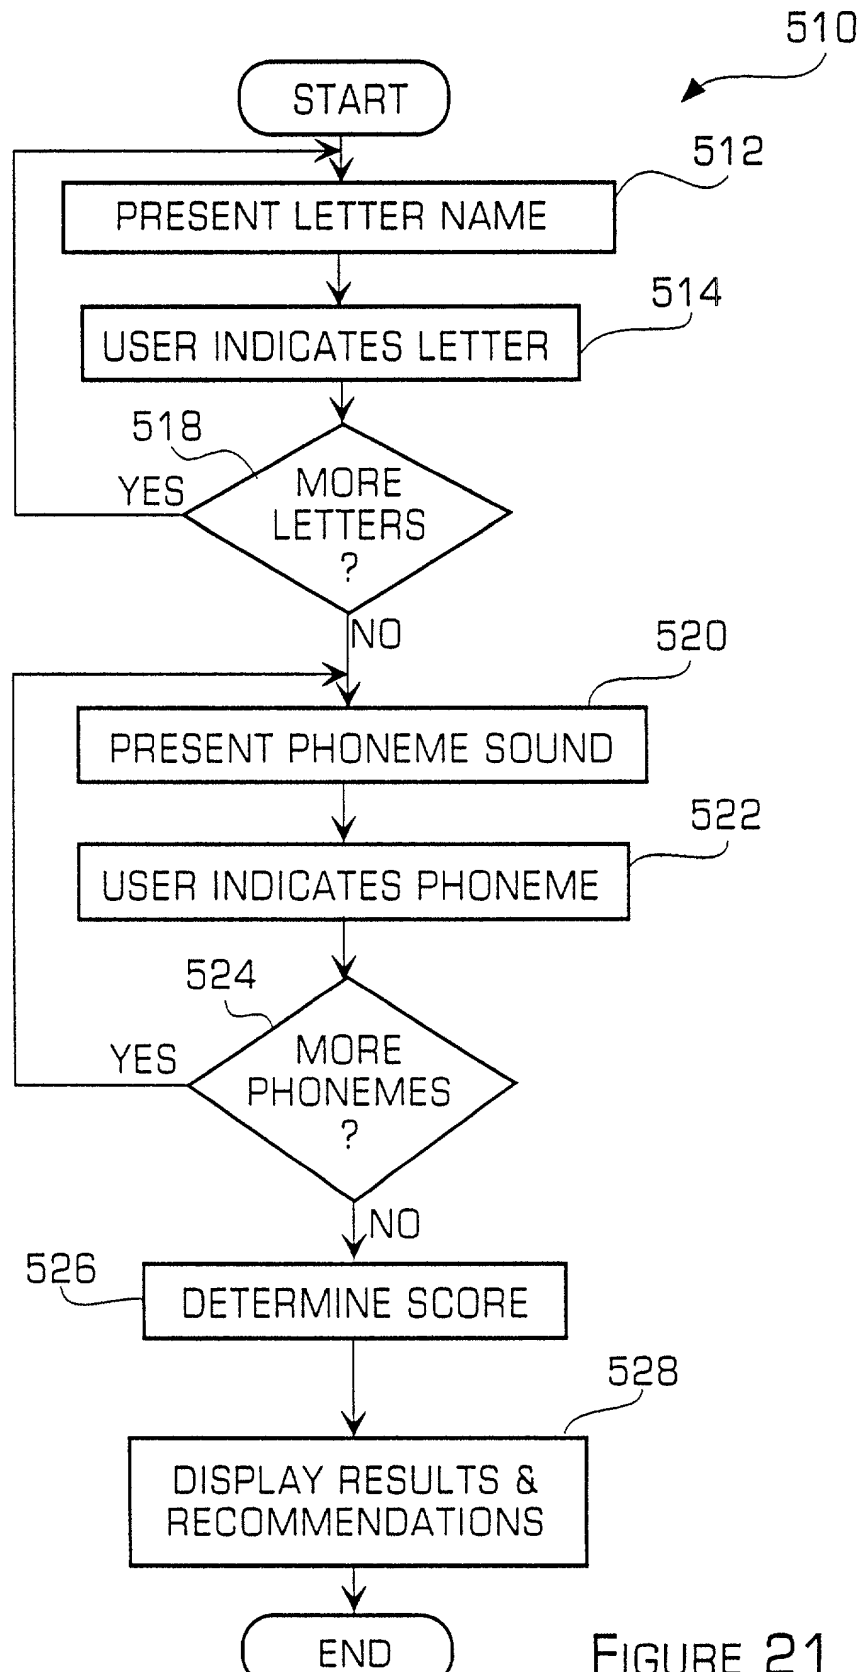 510
START
512
PRESENT LETTER NAME
514
USER INDICATES LETTER
518
YES
MORE
LETTERS
?
NO
520
PRESENT PHONEME SOUND
522
USER INDICATES PHONEME
524
YES
MORE
PHONEMES
?
NO
526
DETERMINE SCORE
528
DISPLAY RESULTS &
RECOMMENDATIONS
END
FIGURE 21